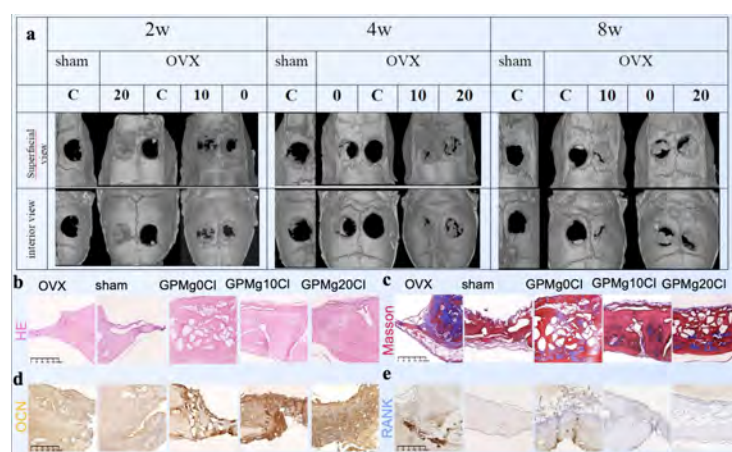 a 2w 4w 8w
sham OVX sham OVX sham OVX
C 20 C 10 0 C 0 C 10 20 C C 10 0 20
Superfacial view
interior view
b OVX sham GPMg0Cl GPMg10Cl GPMg20Cl
HE
c OVX sham GPMg0Cl GPMg10Cl GPMg20Cl
Masson
d
OCN
e
RANK